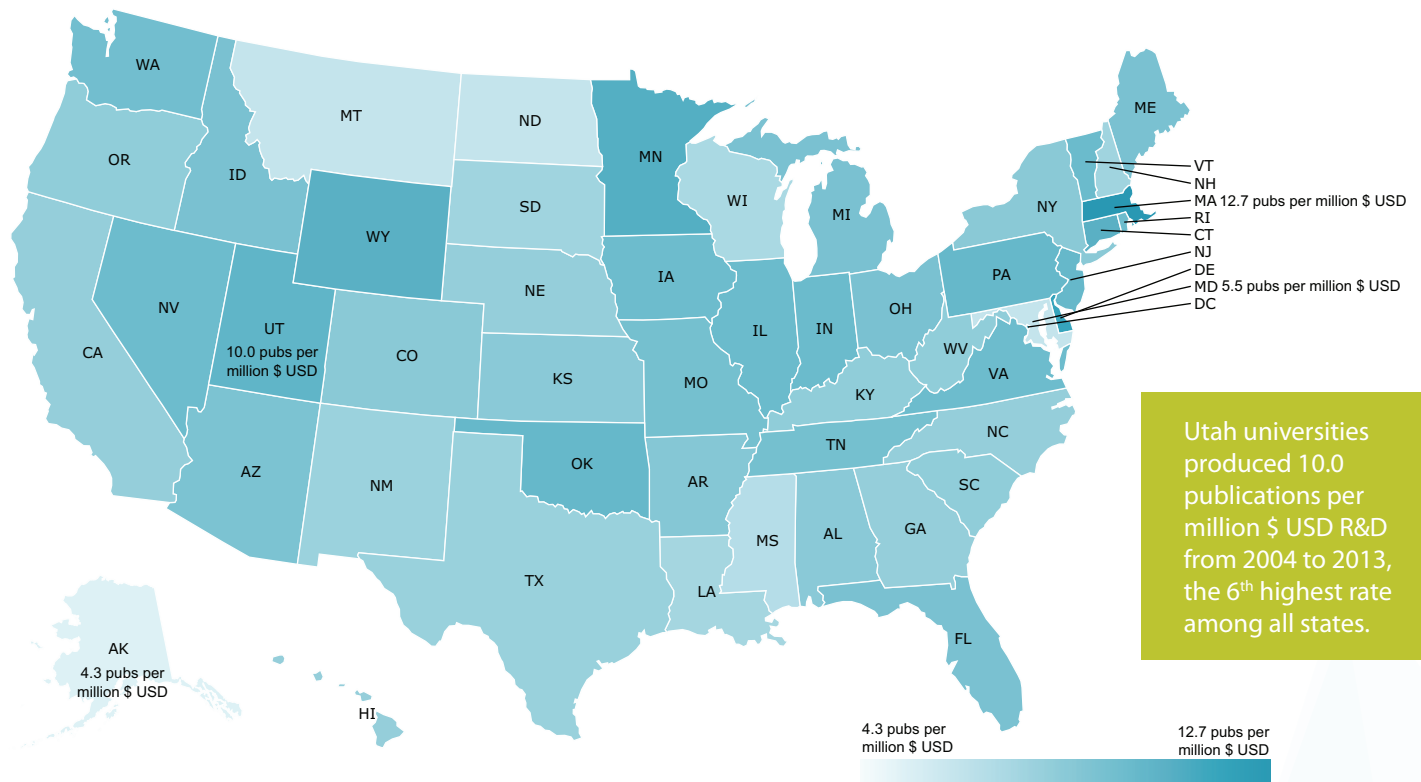 WA
MT
ND
MN
ME
OR
ID
SD
WI
MI
NY
VT
NH
MA 12.7 pubs per million $ USD
RI
CT
NJ
DE
MD 5.5 pubs per million $ USD
DC
WY
IA
PA
NE
NV
UT
10.0 pubs per
million $ USD
IL
IN
OH
CA
CO
WV
VA
KS
MO
KY
NC
TN
AZ
NM
OK
AR
SC
MS
AL
GA
TX
LA
FL
AK
4.3 pubs per
million $ USD
HI
Utah universities
produced 10.0
publications per
million $ USD R&D
from 2004 to 2013,
the 6th highest rate
among all states.
4.3 pubs per
million $ USD
12.7 pubs per
million $ USD